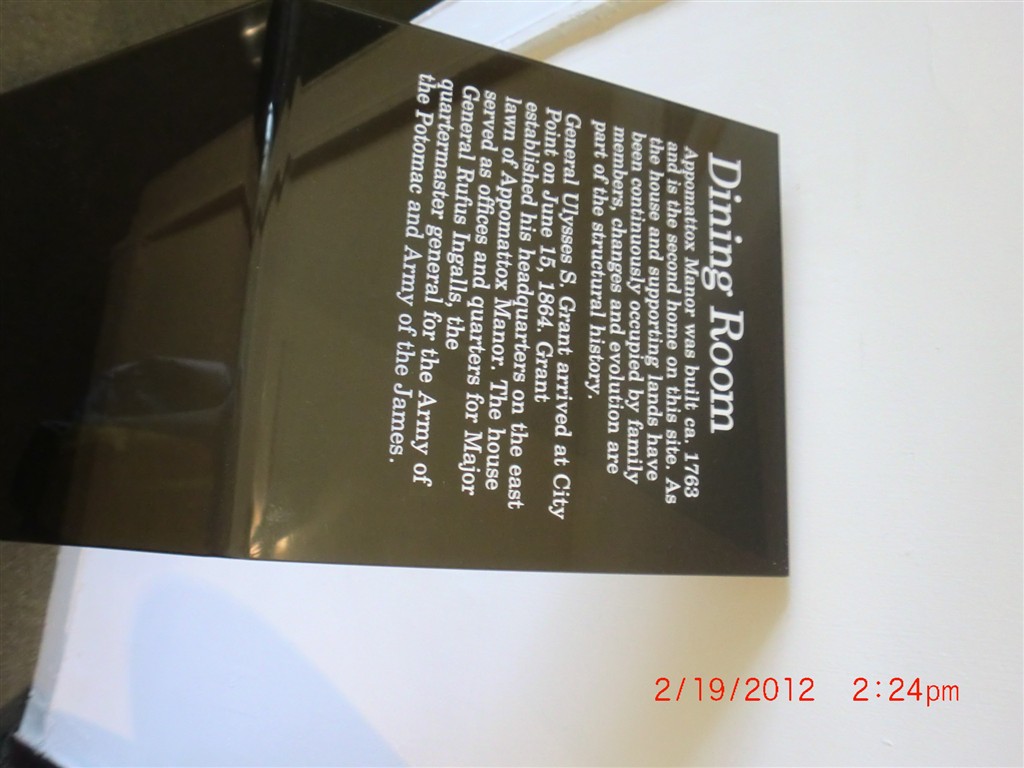 Dining Room
Appomattox Manor was built ca. 1763
and is the second home on this site. As
the house and supporting lands have
been continuously occupied by family
members, changes and evolution are
part of the structural history.
General Ulysses S. Grant arrived at City
Point on June 15, 1864. Grant
established his headquarters on the east
lawn of Appomattox Manor. The house
served as offices and quarters for Major
General Rufus Ingalls, the
quartermaster general for the Army of
the Potomac and Army of the James.
2/19/2012 2:24pm